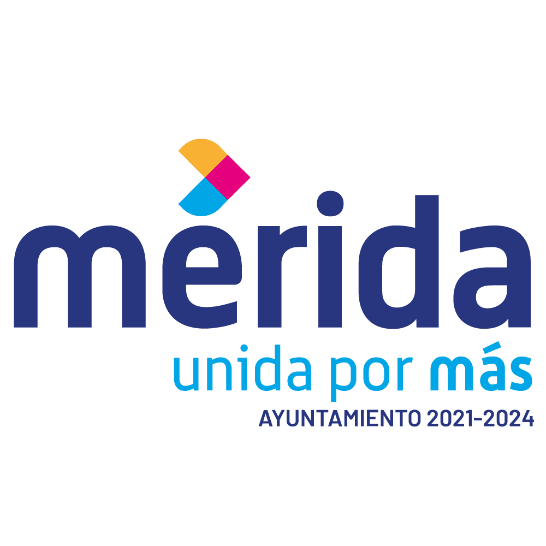 mérida
unida por más
AYUNTAMIENTO 2021-2024